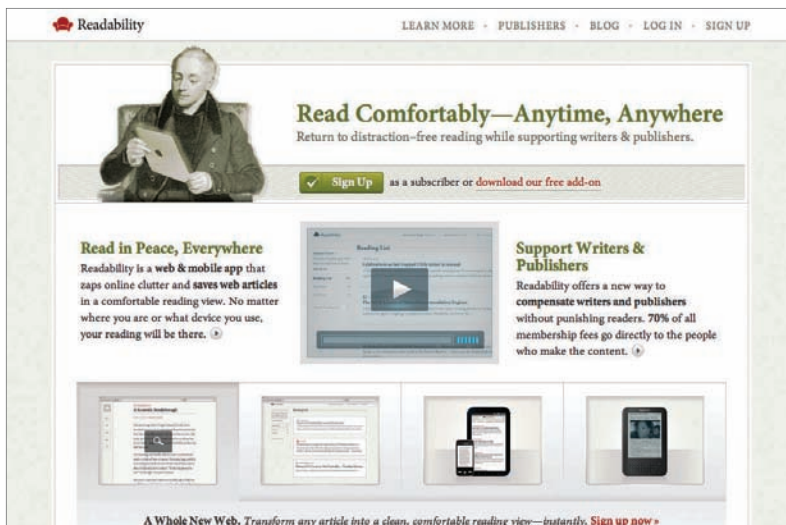 Readability
LEARN MORE • PUBLISHERS • BLOG • LOG IN • SIGN UP
Read Comfortably—Anytime, Anywhere
Return to distraction–free reading while supporting writers & publishers.
Sign Up as a subscriber or download our free add-on
Read in Peace, Everywhere
Readability is a web & mobile app that
zaps online clutter and saves web articles
in a comfortable reading view. No matter
where you are or what device you use,
your reading will be there.
Readability
Reading List
Support Writers &
Publishers
Readability offers a new way to
compensate writers and publishers
without punishing readers. 70% of all
membership fees go directly to the people
who make the content.
A Whole New Web. Transform any article into a clean, comfortable reading view—instantly. Sign up now »